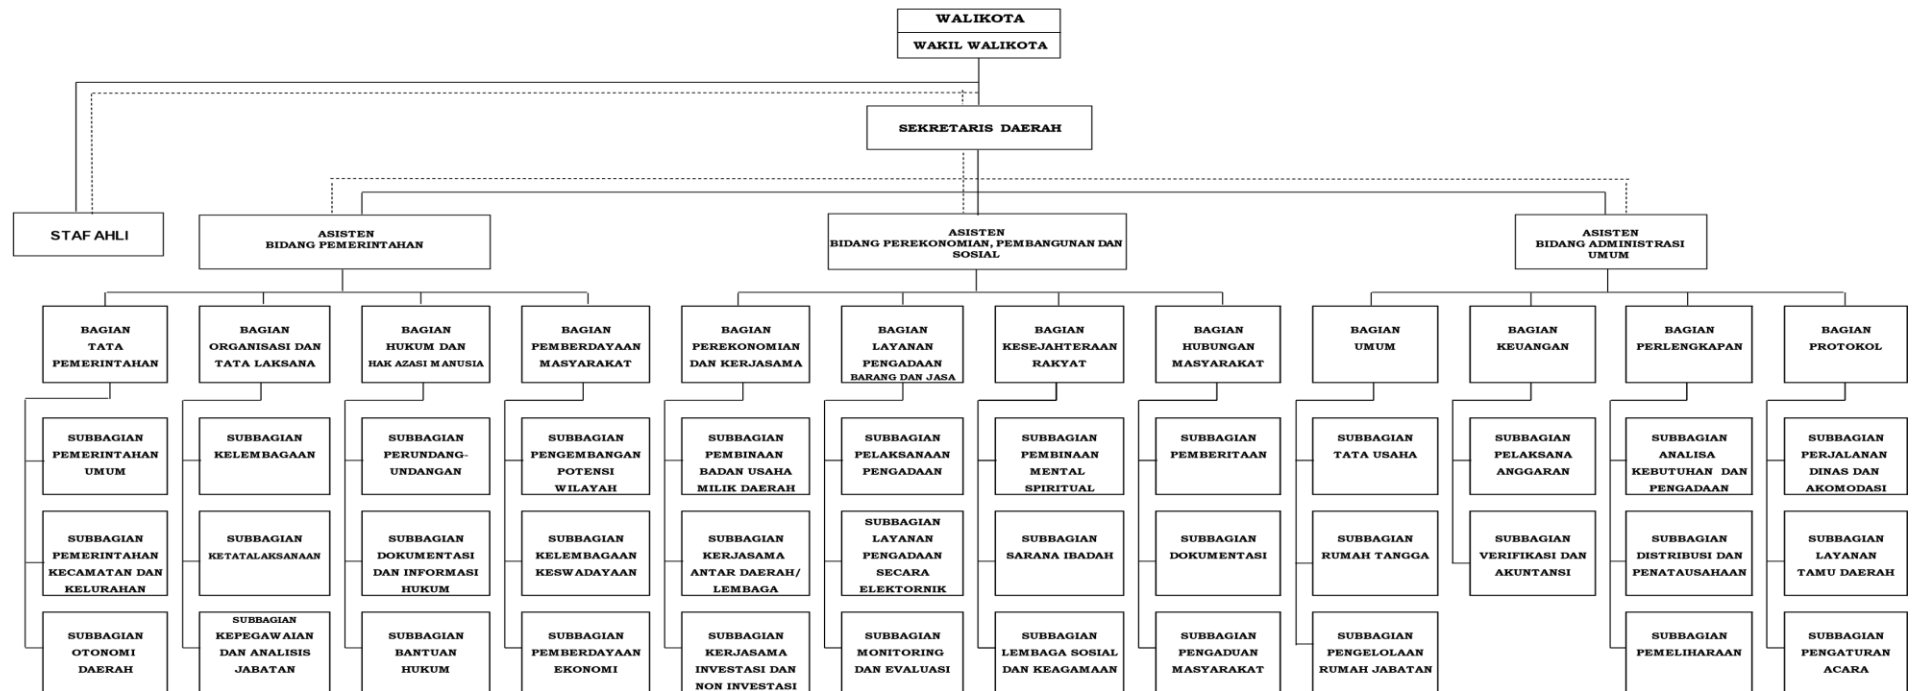 WALIKOTA
WAKIL WALIKOTA
SEKRETARIS DAERAH
STAF AHLI
ASISTEN
BIDANG PEMERINTAHAN
ASISTEN
BIDANG PEREKONOMIAN, PEMBANGUNAN DAN
SOSIAL
ASISTEN
BIDANG ADMINISTRASI
UMUM
BAGIAN
TATA
PEMERINTAHAN
BAGIAN
ORGANISASI DAN
TATA LAKSANA
BAGIAN
HUKUM DAN
HAK AZASI MANUSIA
BAGIAN
PEMBERDAYAAN
MASYARAKAT
BAGIAN
PEREKONOMIAN
DAN KERJASAMA
BAGIAN
LAYANAN
PENGADAAN
BARANG DAN JASA
BAGIAN
KESEJAHTERAAN
RAKYAT
BAGIAN
HUBUNGAN
MASYARAKAT
BAGIAN
UMUM
BAGIAN
KEUANGAN
BAGIAN
PERLENGKAPAN
BAGIAN
PROTOKOL
SUBBAGIAN
PEMERINTAHAN
UMUM
SUBBAGIAN
KELEMBAGAAN
SUBBAGIAN
PERUNDANG-
UNDANGAN
SUBBAGIAN
PENGEMBANGAN
POTENSI
WILAYAH
SUBBAGIAN
PEMBINAAN
BADAN USAHA
MILIK DAERAH
SUBBAGIAN
PELAKSANAAN
PENGADAAN
SUBBAGIAN
PEMBINAAN
MENTAL
SPIRITUAL
SUBBAGIAN
PEMBERITAAN
SUBBAGIAN
TATA USAHA
SUBBAGIAN
PELAKSANA
ANGGARAN
SUBBAGIAN
ANALISA
KEBUTUHAN DAN
PENGADAAN
SUBBAGIAN
PERJALANAN
DINAS DAN
AKOMODASI
SUBBAGIAN
PEMERINTAHAN
KECAMATAN DAN
KELURAHAN
SUBBAGIAN
KETATALAKSANAAN
SUBBAGIAN
DOKUMENTASI
DAN INFORMASI
HUKUM
SUBBAGIAN
KELEMBAGAAN
KESWADAYAAN
SUBBAGIAN
KERJASAMA
ANTAR DAERAH/
LEMBAGA
SUBBAGIAN
LAYANAN
PENGADAAN
SECARA
ELEKTORNIK
SUBBAGIAN
SARANA IBADAH
SUBBAGIAN
DOKUMENTASI
SUBBAGIAN
RUMAH TANGGA
SUBBAGIAN
VERIFIKASI DAN
AKUNTANSI
SUBBAGIAN
DISTRIBUSI DAN
PENATAUSAHAAN
SUBBAGIAN
LAYANAN
TAMU DAERAH
SUBBAGIAN
OTONOMI
DAERAH
SUBBAGIAN
KEPEGAWAIAN
DAN ANALISIS
JABATAN
SUBBAGIAN
BANTUAN
HUKUM
SUBBAGIAN
PEMBERDAYAAN
EKONOMI
SUBBAGIAN
KERJASAMA
INVESTASI DAN
NON INVESTASI
SUBBAGIAN
MONITORING
DAN EVALUASI
SUBBAGIAN
LEMBAGA SOSIAL
DAN KEAGAMAAN
SUBBAGIAN
PENGADUAN
MASYARAKAT
SUBBAGIAN
PENGELOLAAN
RUMAH JABATAN
SUBBAGIAN
PEMELIHARAAN
SUBBAGIAN
PENGATURAN
ACARA